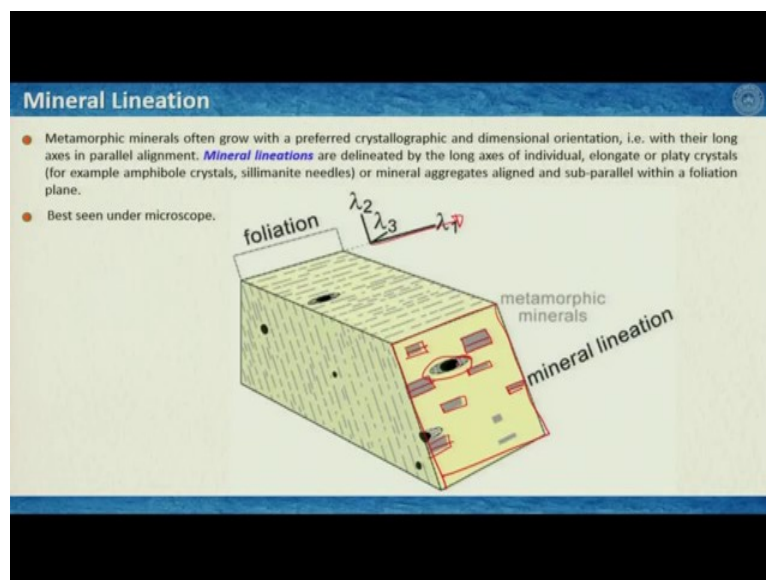 Mineral Lineation
Metamorphic minerals often grow with a preferred crystallographic and dimensional orientation, i.e. with their long
axes in parallel alignment. Mineral lineations are delineated by the long axes of individual, elongate or platy crystals
(for example amphibole crystals, sillimanite needles) or mineral aggregates aligned and sub-parallel within a foliation
plane.
Best seen under microscope.
foliation
λ2
λ3
λ1
metamorphic
minerals
mineral lineation